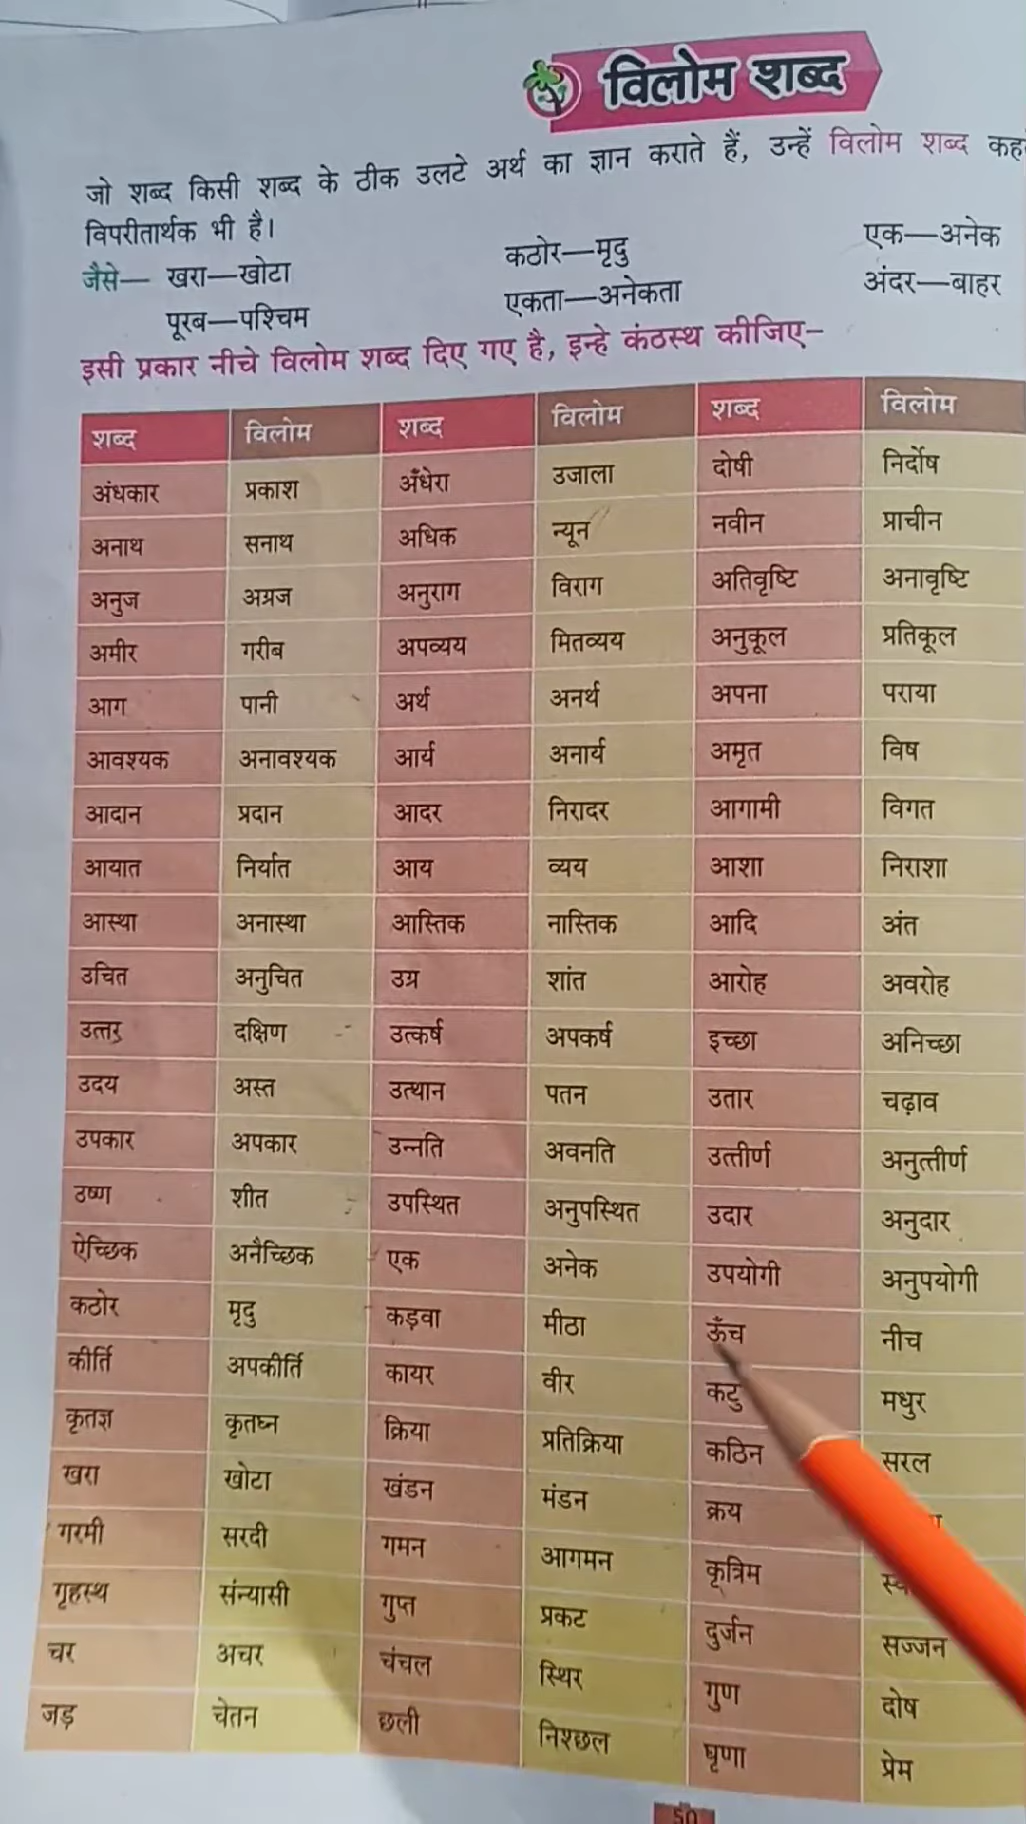 विलोम शब्द
जो शब्द किसी शब्द के ठीक उलटे अर्थ का ज्ञान कराते हैं, उन्हें विलोम शब्द
विपरीतार्थक भी है।
जैसे— खरा—खोटा कठोर—मृदु एक—अनेक
पूरब—पश्चिम एकता—अनेकता अंदर—बाहर
इसी प्रकार नीचे विलोम शब्द दिए गए है, इन्हे कंठस्थ कीजिए–
शब्द विलोम शब्द विलोम शब्द विलोम
अंधकार प्रकाश अँधेरा उजाला दोषी निर्दोष
अनाथ सनाथ अधिक न्यून नवीन प्राचीन
अनुज अग्रज अनुराग विराग अतिवृष्टि अनावृष्टि
अमीर गरीब अपव्यय मितव्यय अनुकूल प्रतिकूल
आग पानी अर्थ अनर्थ अपना पराया
आवश्यक अनावश्यक आर्य अनार्य अमृत विष
आदान प्रदान आदर निरादर आगामी विगत
आयात निर्यात आय व्यय आशा निराशा
आस्था अनास्था आस्तिक नास्तिक आदि अंत
उचित अनुचित उग्र शांत आरोह अवरोह
उत्तर दक्षिण उत्कर्ष अपकर्ष इच्छा अनिच्छा
उदय अस्त उत्थान पतन उतार चढ़ाव
उपकार अपकार उन्नति अवनति उत्तीर्ण अनुत्तीर्ण
उष्ण शीत उपस्थित अनुपस्थित उदार अनुदार
ऐच्छिक अनैच्छिक एक अनेक उपयोगी अनुपयोगी
कठोर मृदु कड़वा मीठा ऊँच नीच
कीर्ति अपकीर्ति कायर वीर कटु मधुर
कृतज्ञ कृतघ्न क्रिया प्रतिक्रिया कठिन सरल
खरा खोटा खंडन मंडन क्रय
गरमी सरदी गमन आगमन कृत्रिम
गृहस्थ संन्यासी गुप्त प्रकट दुर्जन सज्जन
चर अचर चंचल स्थिर गुण दोष
जड़ चेतन छली निश्छल घृणा प्रेम
50